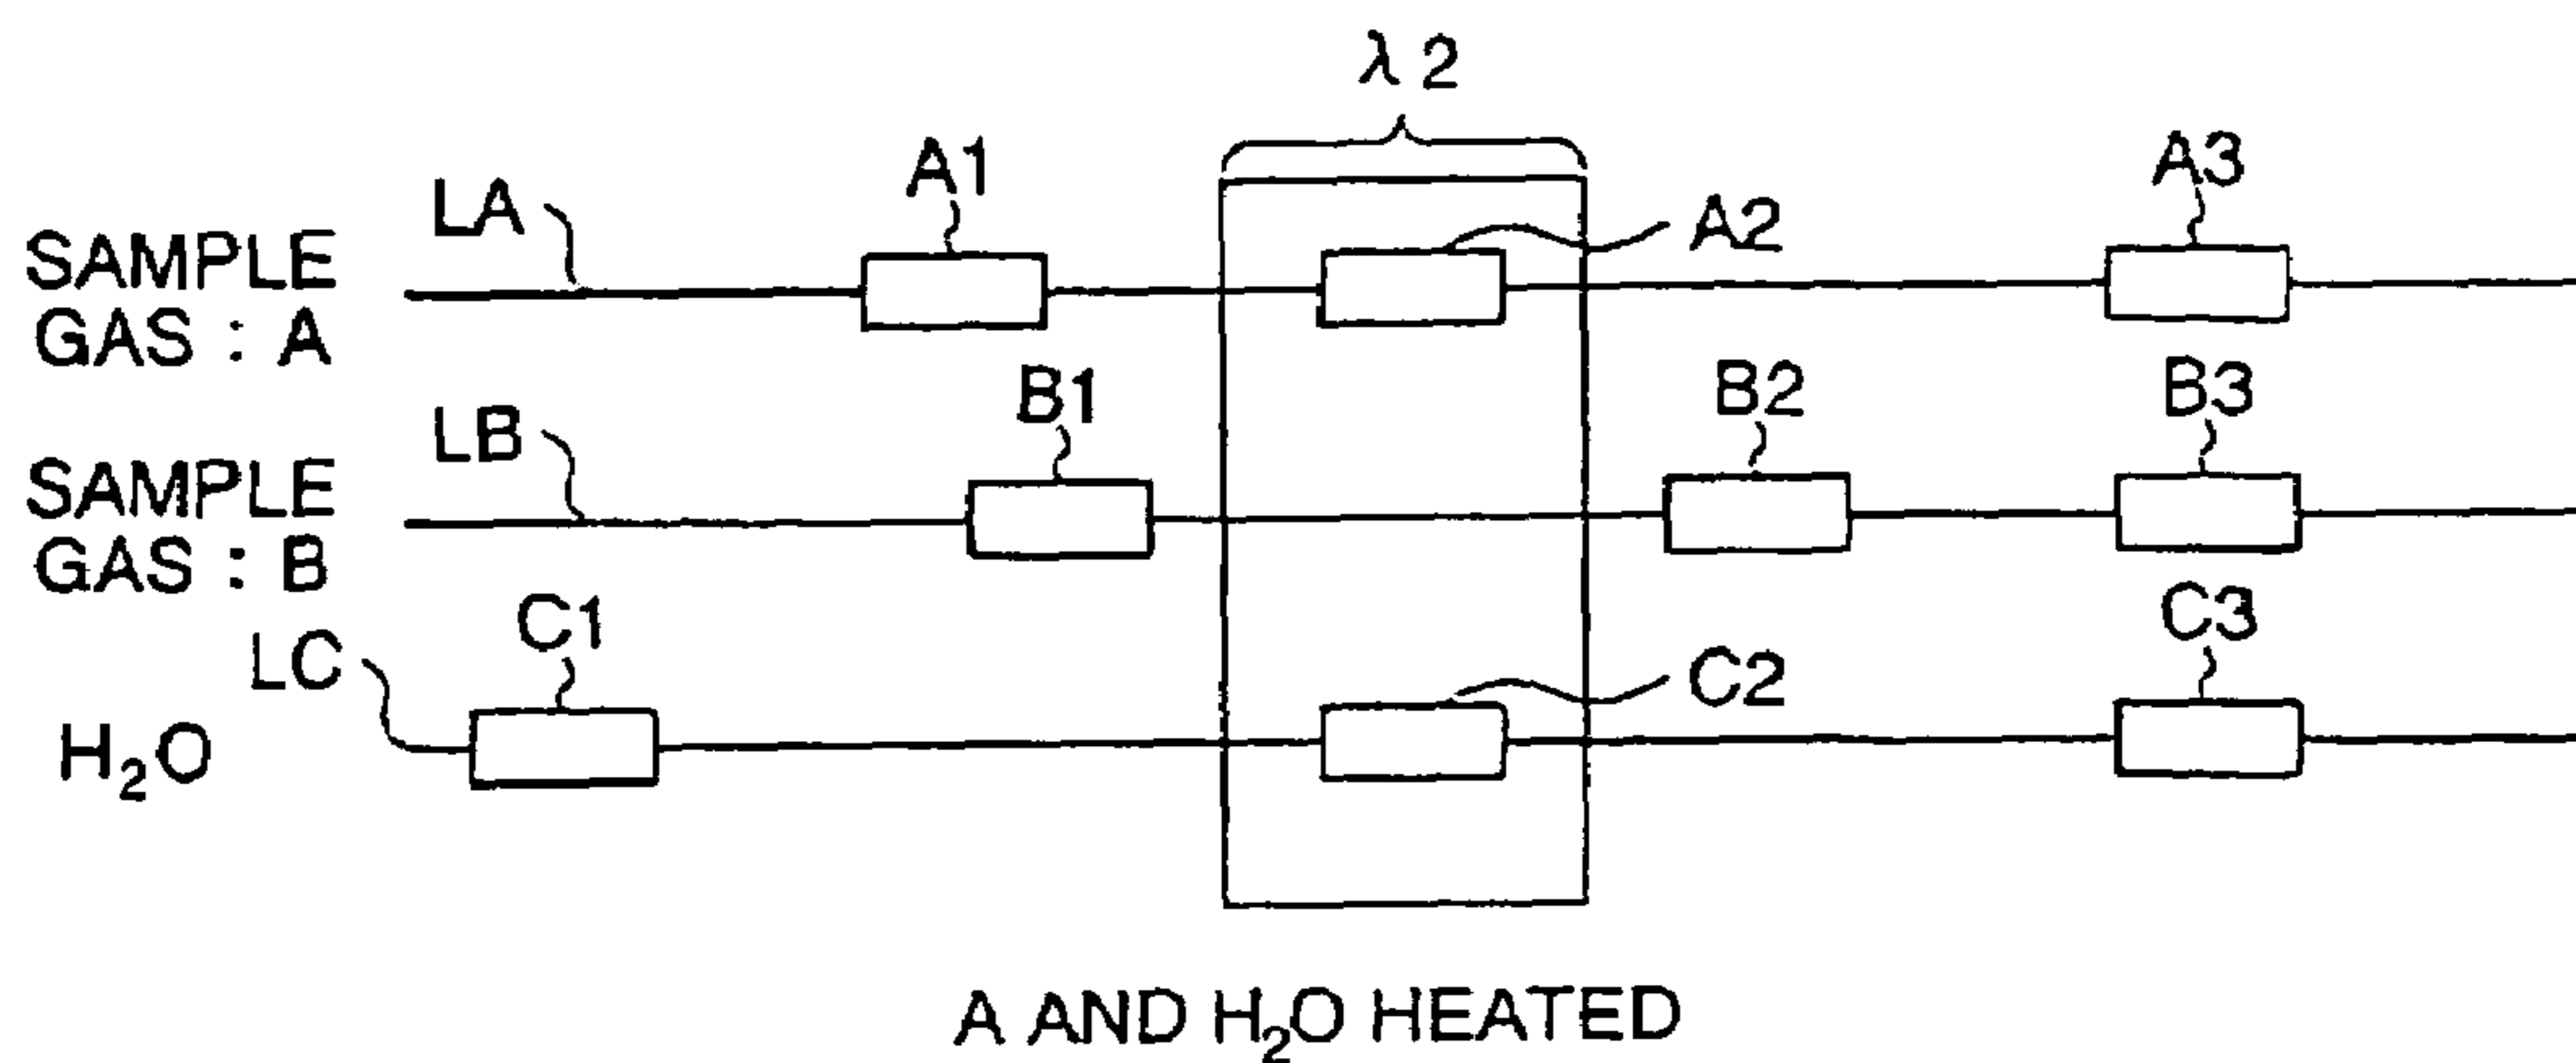 λ 2
A1
A3
LA
A2
SAMPLE
GAS : A
B1
B2
B3
LB
SAMPLE
GAS : B
C1
C3
LC
C2
H₂O
A AND H₂O HEATED